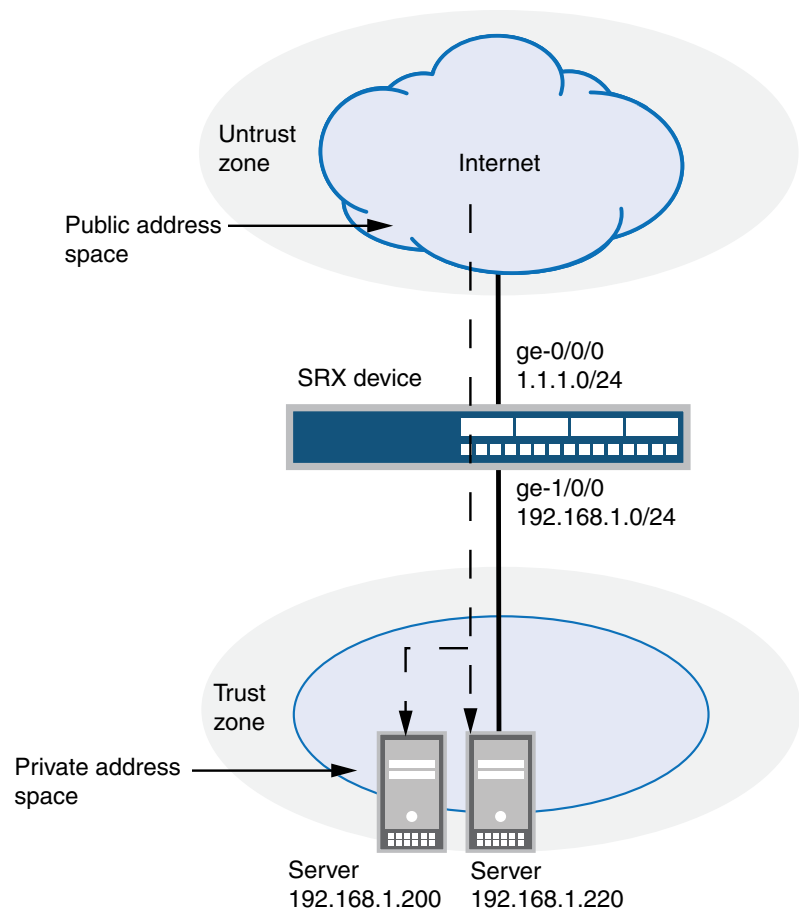 Untrust
zone
Internet
Public address
space
ge-0/0/0
1.1.1.0/24
SRX device
ge-1/0/0
192.168.1.0/24
Trust
zone
Private address
space
Server
192.168.1.200
Server
192.168.1.220